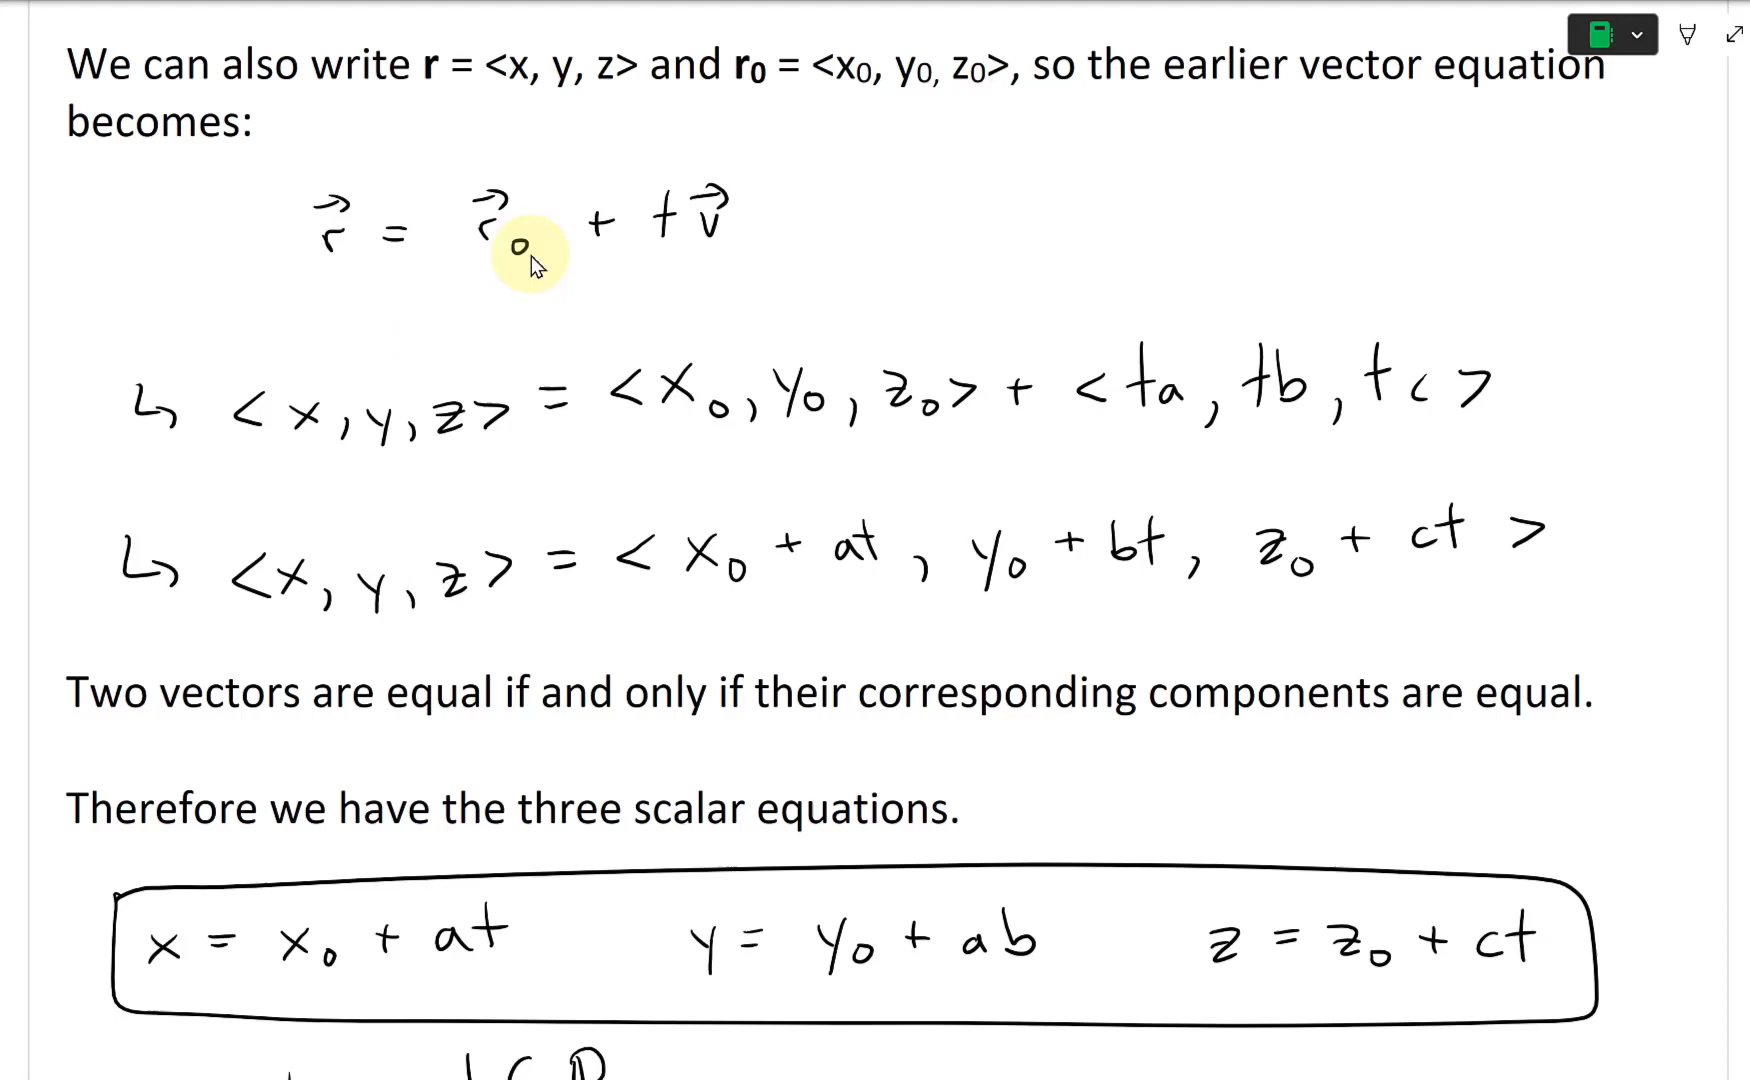 We can also write r = <x, y, z> and r₀ = <x₀, y₀, z₀>, so the earlier vector equation
becomes:
r⃗ = r⃗₀ + tv⃗
↳ <x, y, z> = <x₀, y₀, z₀> + <ta, tb, tc>
↳ <x, y, z> = <x₀ + at, y₀ + bt, z₀ + ct>
Two vectors are equal if and only if their corresponding components are equal.
Therefore we have the three scalar equations.
x = x₀ + at y = y₀ + ab z = z₀ + ct